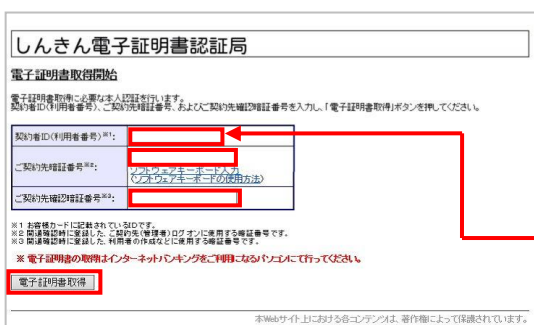 しんきん電子証明書認証局
電子証明書取得開始
電子証明書取得に必要な本人認証を行います。
契約者ID(利用者番号)、ご契約先暗証番号、およびご契約先確認暗証番号を入力し、「電子証明書取得」ボタンを押してください。
契約者ID(利用者番号)※1:
ご契約先暗証番号※2:
ソフトウェアキーボード入力
(ソフトウェアキーボードの使用方法)
ご契約先確認暗証番号※3:
※1 お客様カードに記載されているIDです。
※2 開通確認時に登録した、ご契約先(管理者)ログオンに使用する暗証番号です。
※3 開通確認時に登録した、利用者の作成などに使用する暗証番号です。
※ 電子証明書の取得はインターネットバンキングをご利用になるパソコンにて行ってください。
電子証明書取得
本Webサイト上における各コンテンツは、著作権によって保護されています。